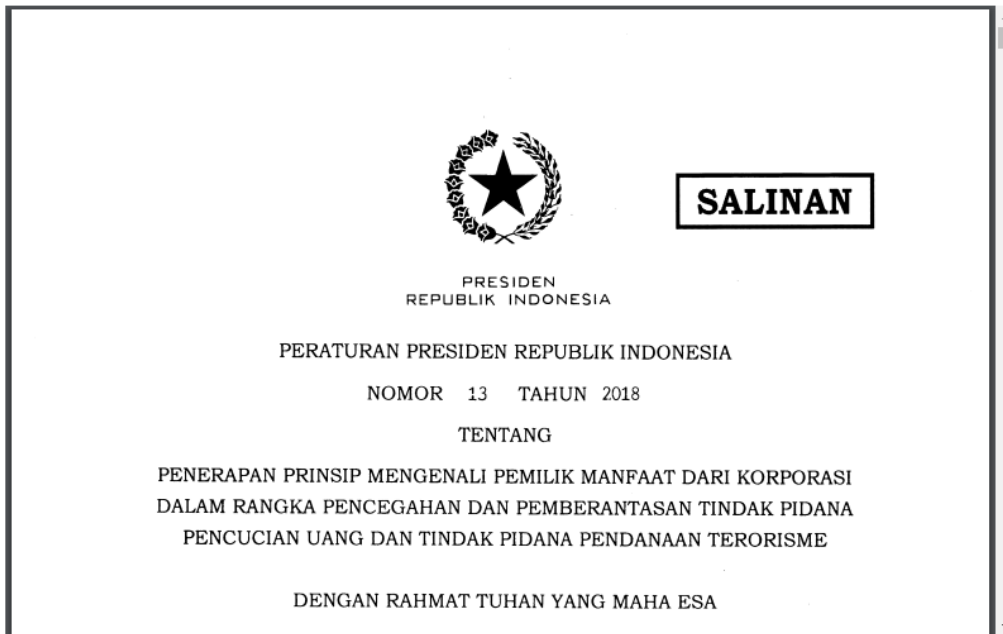 SALINAN
PRESIDEN
REPUBLIK INDONESIA
PERATURAN PRESIDEN REPUBLIK INDONESIA
NOMOR 13 TAHUN 2018
TENTANG
PENERAPAN PRINSIP MENGENALI PEMILIK MANFAAT DARI KORPORASI
DALAM RANGKA PENCEGAHAN DAN PEMBERANTASAN TINDAK PIDANA
PENCUCIAN UANG DAN TINDAK PIDANA PENDANAAN TERORISME
DENGAN RAHMAT TUHAN YANG MAHA ESA